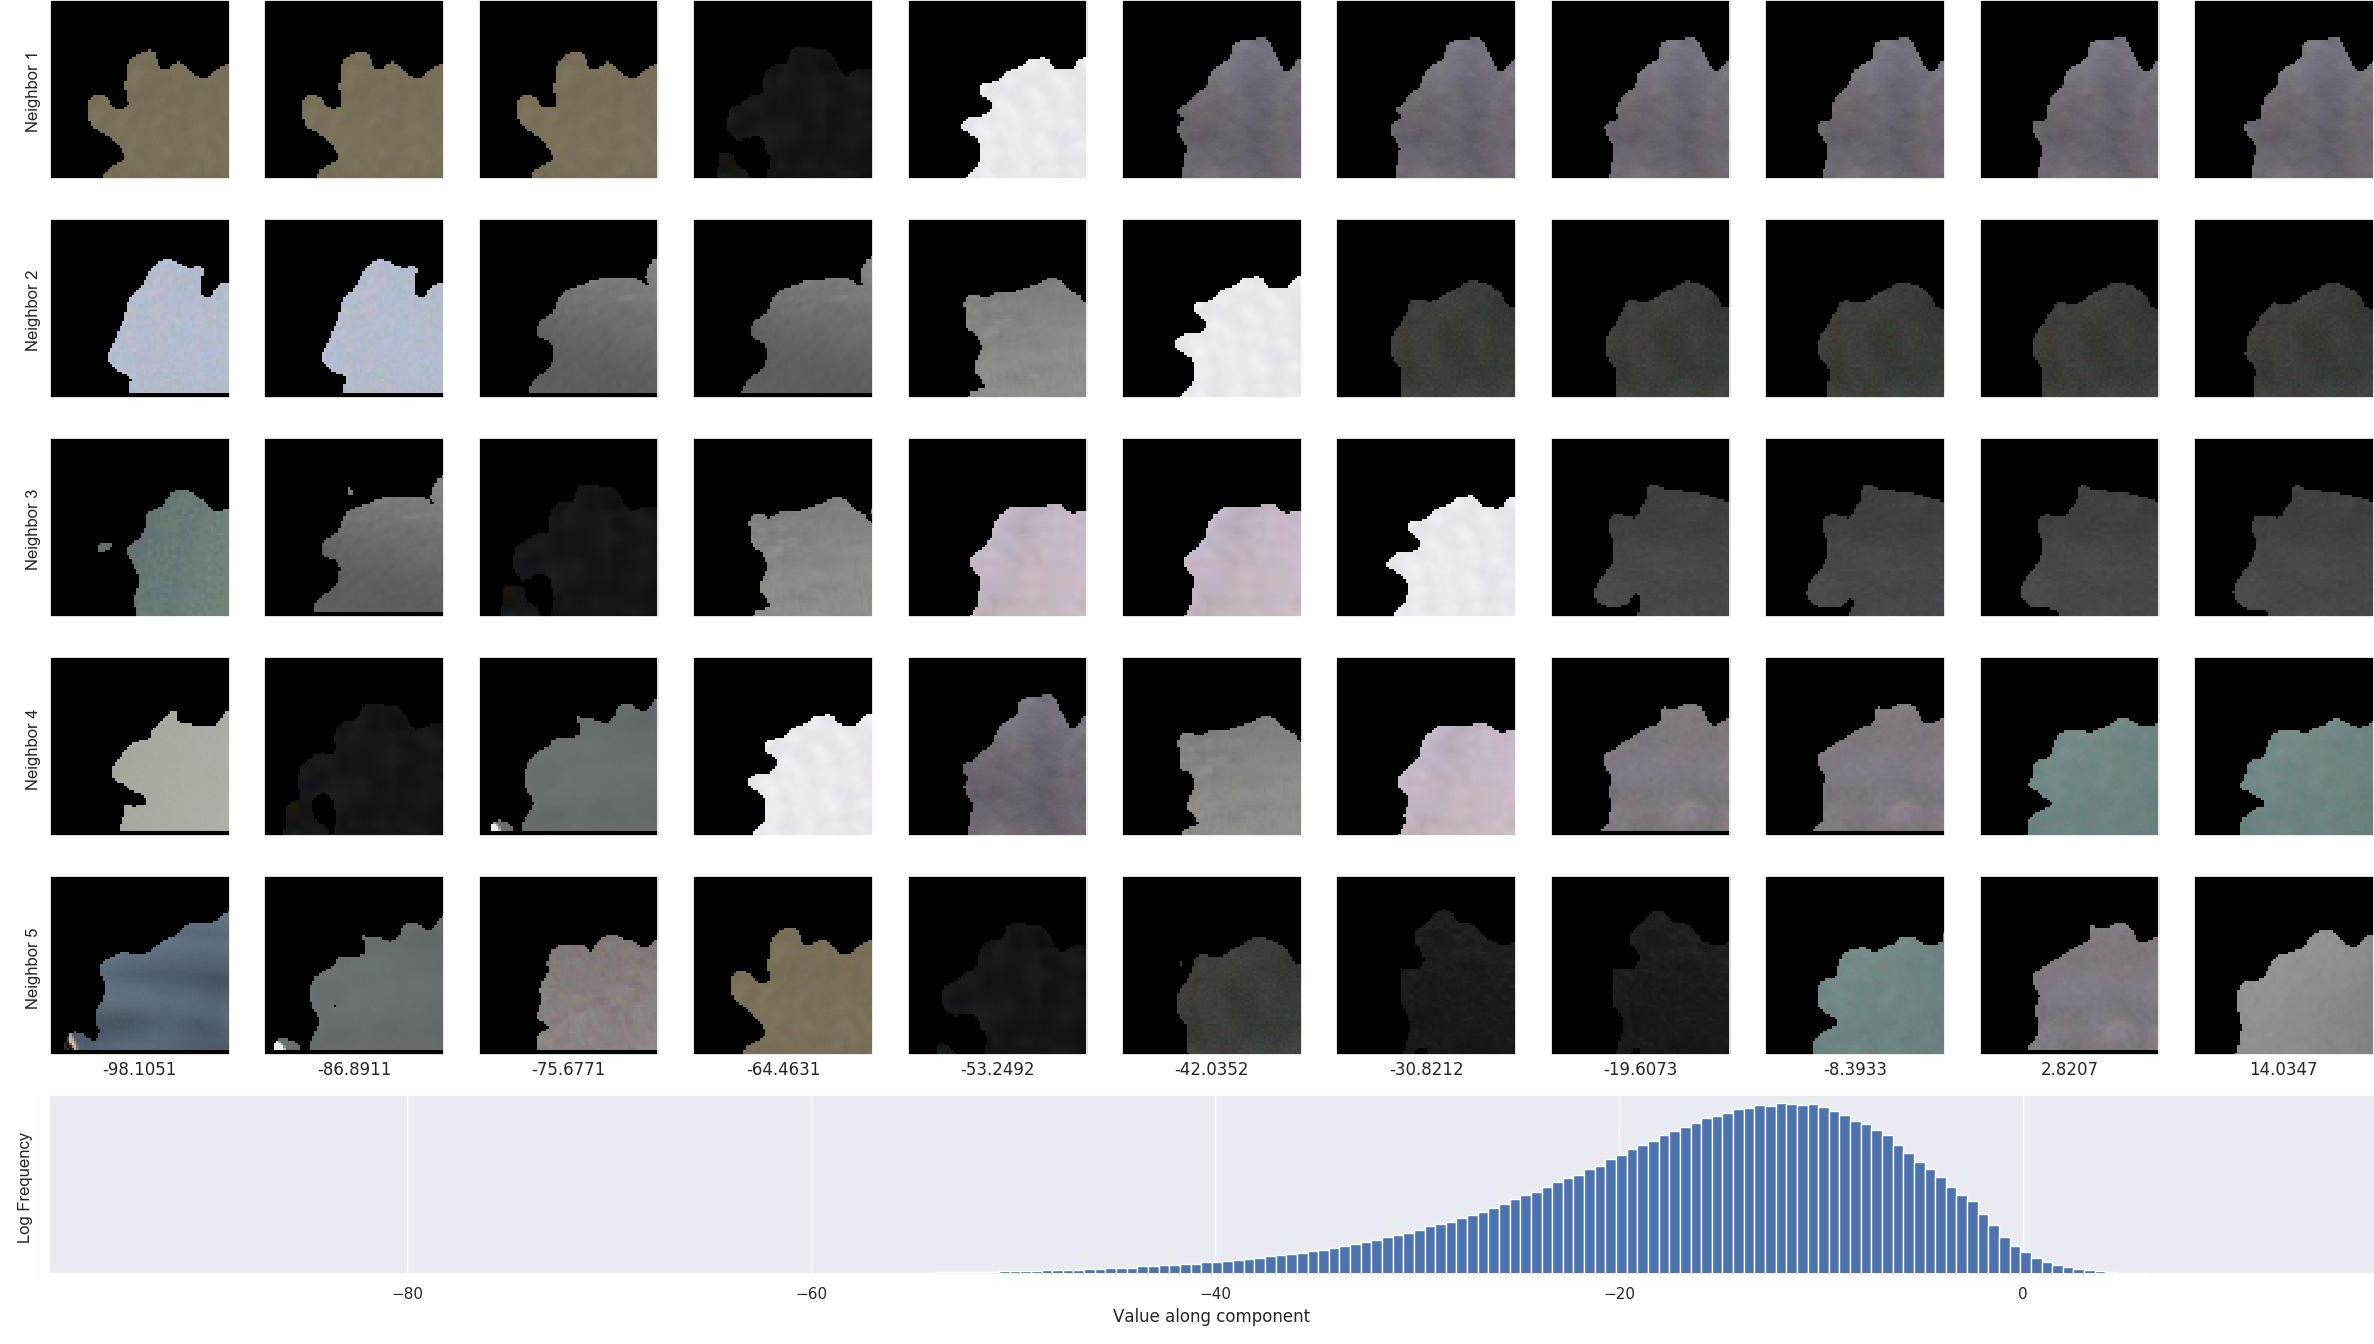 Neighbor 1
Neighbor 2
Neighbor 3
Neighbor 4
Neighbor 5
-98.1051 -86.8911 -75.6771 -64.4631 -53.2492 -42.0352 -30.8212 -19.6073 -8.3933 2.8207 14.0347
Log Frequency
−80 −60 −40 −20 0
Value along component